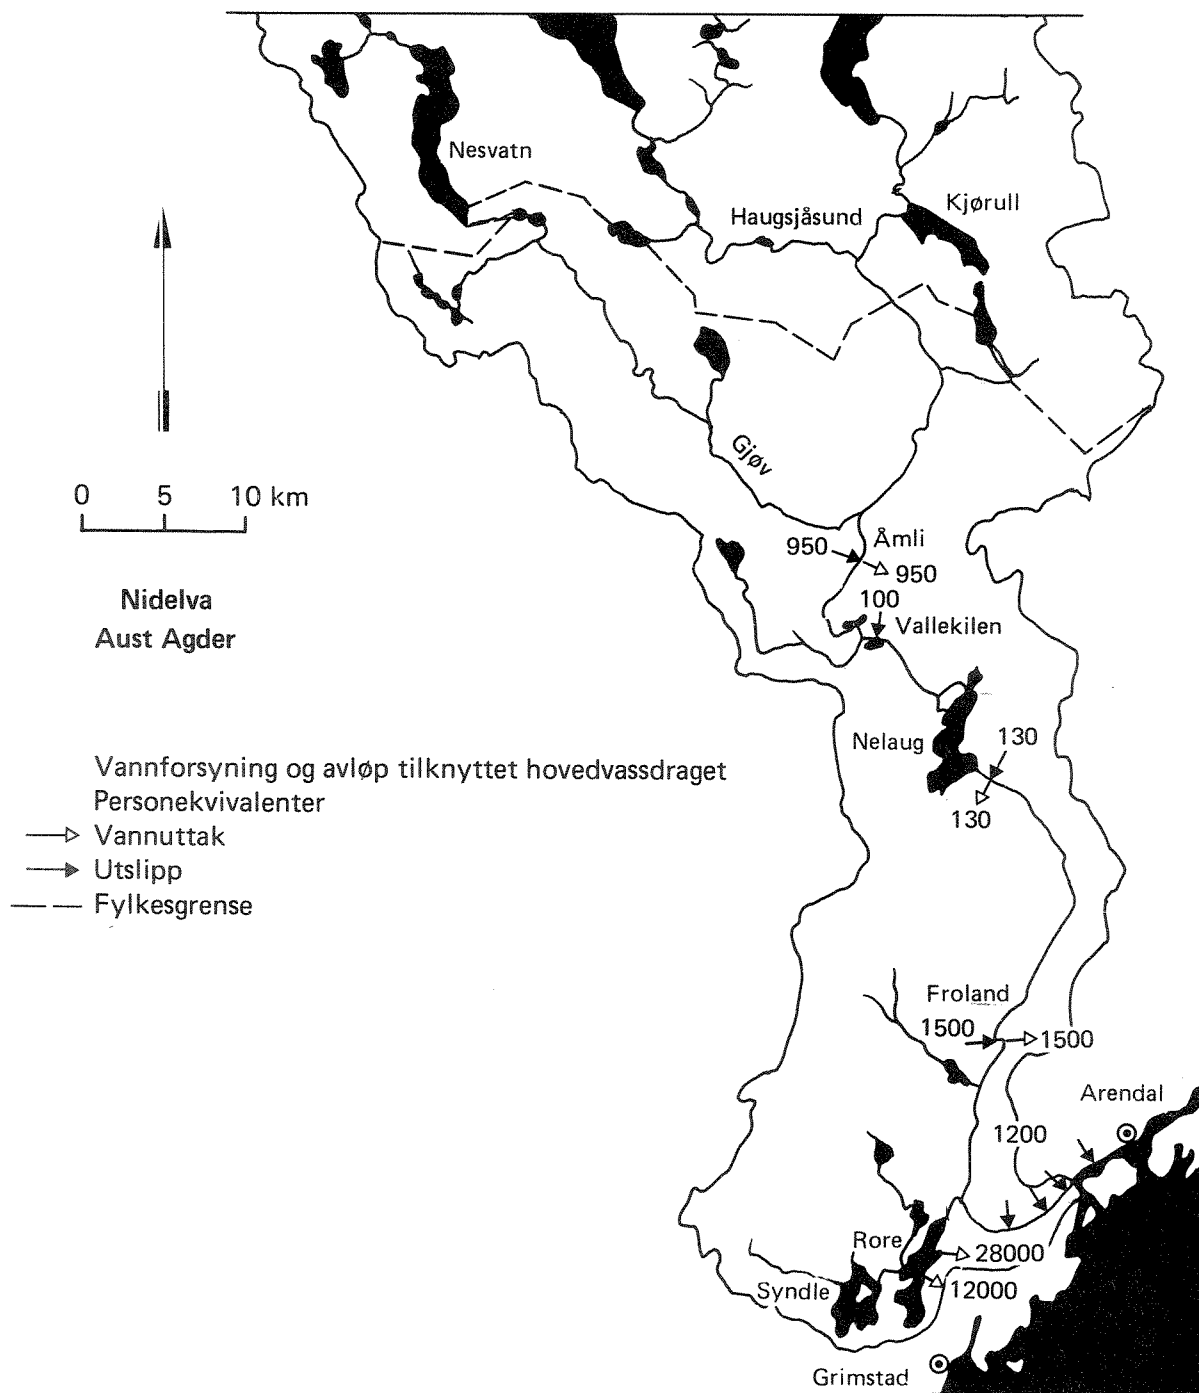 Nesvatn
Haugsjåsund
Kjørull
0 5 10 km
Gjøv
Nidelva
Aust Agder
950
Åmli
950
100
Vallekilen
Nelaug
130
130
Vannforsyning og avløp tilknyttet hovedvassdraget
Personekvivalenter
Vannuttak
Utslipp
Fylkesgrense
Froland
1500
1500
Arendal
1200
Rore
28000
Syndle
12000
Grimstad